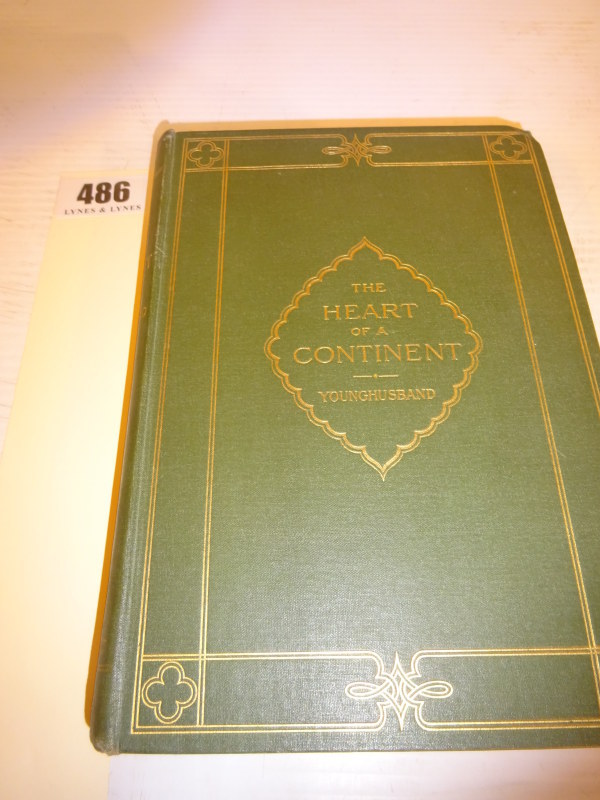 486
LYNES & LYNES
THE
HEART
OF A
CONTINENT
YOUNGHUSBAND